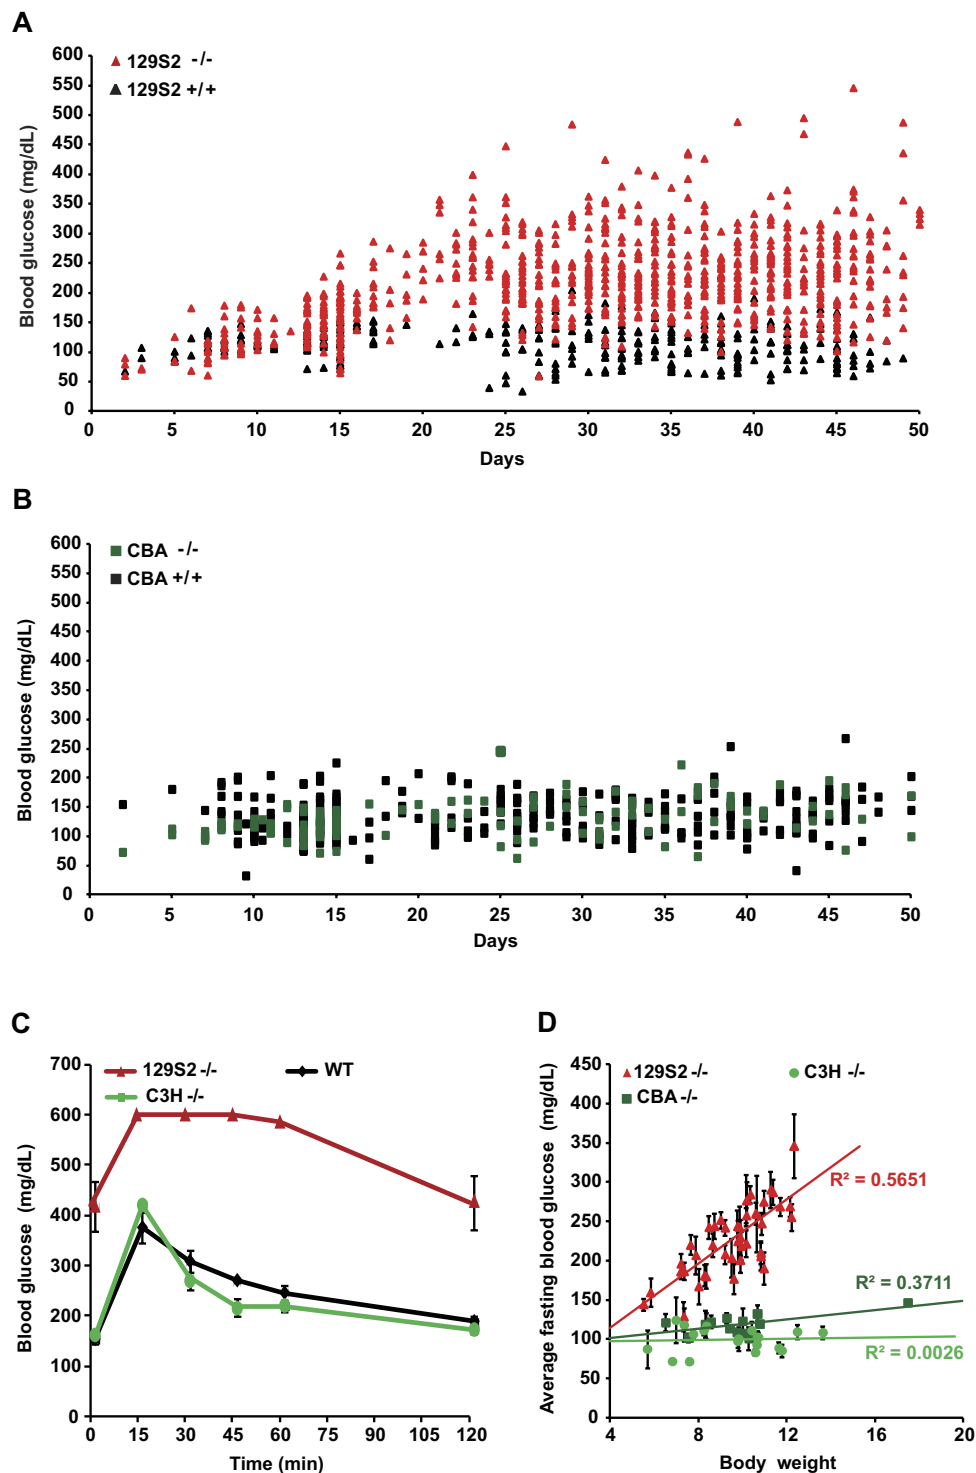 A
129S2 -/-
129S2 +/+
Blood glucose (mg/dL)
600
550
500
450
400
350
300
250
200
150
100
50
0
0 5 10 15 20 25 30 35 40 45 50
Days
B
CBA -/-
CBA +/+
Blood glucose (mg/dL)
600
550
500
450
400
350
300
250
200
150
100
50
0
0 5 10 15 20 25 30 35 40 45 50
Days
C
129S2 -/-
WT
C3H -/-
Blood glucose (mg/dL)
700
600
500
400
300
200
100
0
0 15 30 45 60 75 90 105 120
Time (min)
D
129S2 -/-
C3H -/-
CBA -/-
Average fasting blood glucose (mg/dL)
450
400
350
300
250
200
150
100
50
0
R² = 0.5651
R² = 0.3711
R² = 0.0026
4 8 12 16 20
Body weight